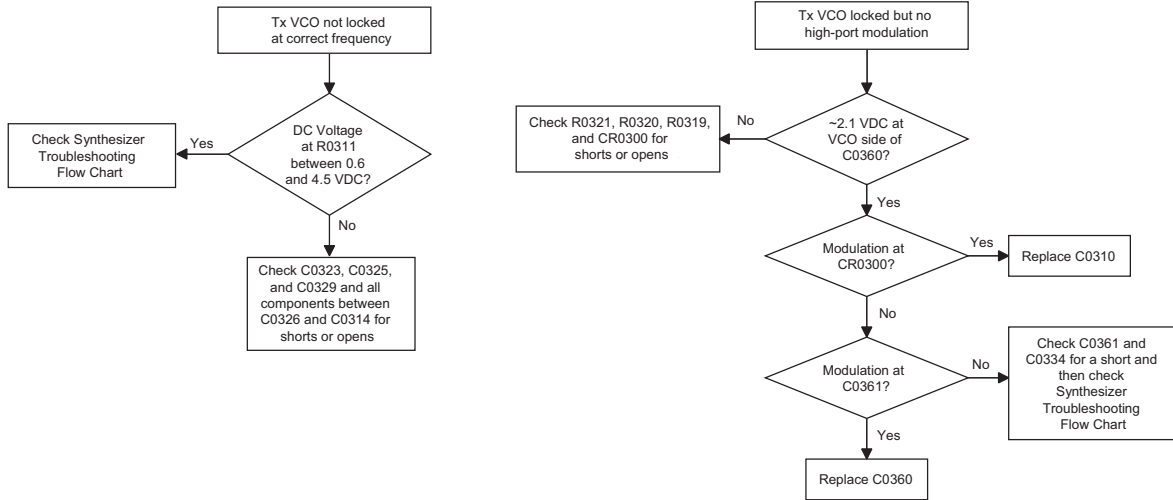 Tx VCO not locked
at correct frequency
DC Voltage
at R0311
between 0.6
and 4.5 VDC?
Yes
Check Synthesizer
Troubleshooting
Flow Chart
No
Check C0323, C0325,
and C0329 and all
components between
C0326 and C0314 for
shorts or opens
Tx VCO locked but no
high-port modulation
~2.1 VDC at
VCO side of
C0360?
No
Check R0321, R0320, R0319,
and CR0300 for
shorts or opens
Yes
Modulation at
CR0300?
Yes
Replace C0310
No
Modulation at
C0361?
No
Check C0361 and
C0334 for a short and
then check
Synthesizer
Troubleshooting
Flow Chart
Yes
Replace C0360